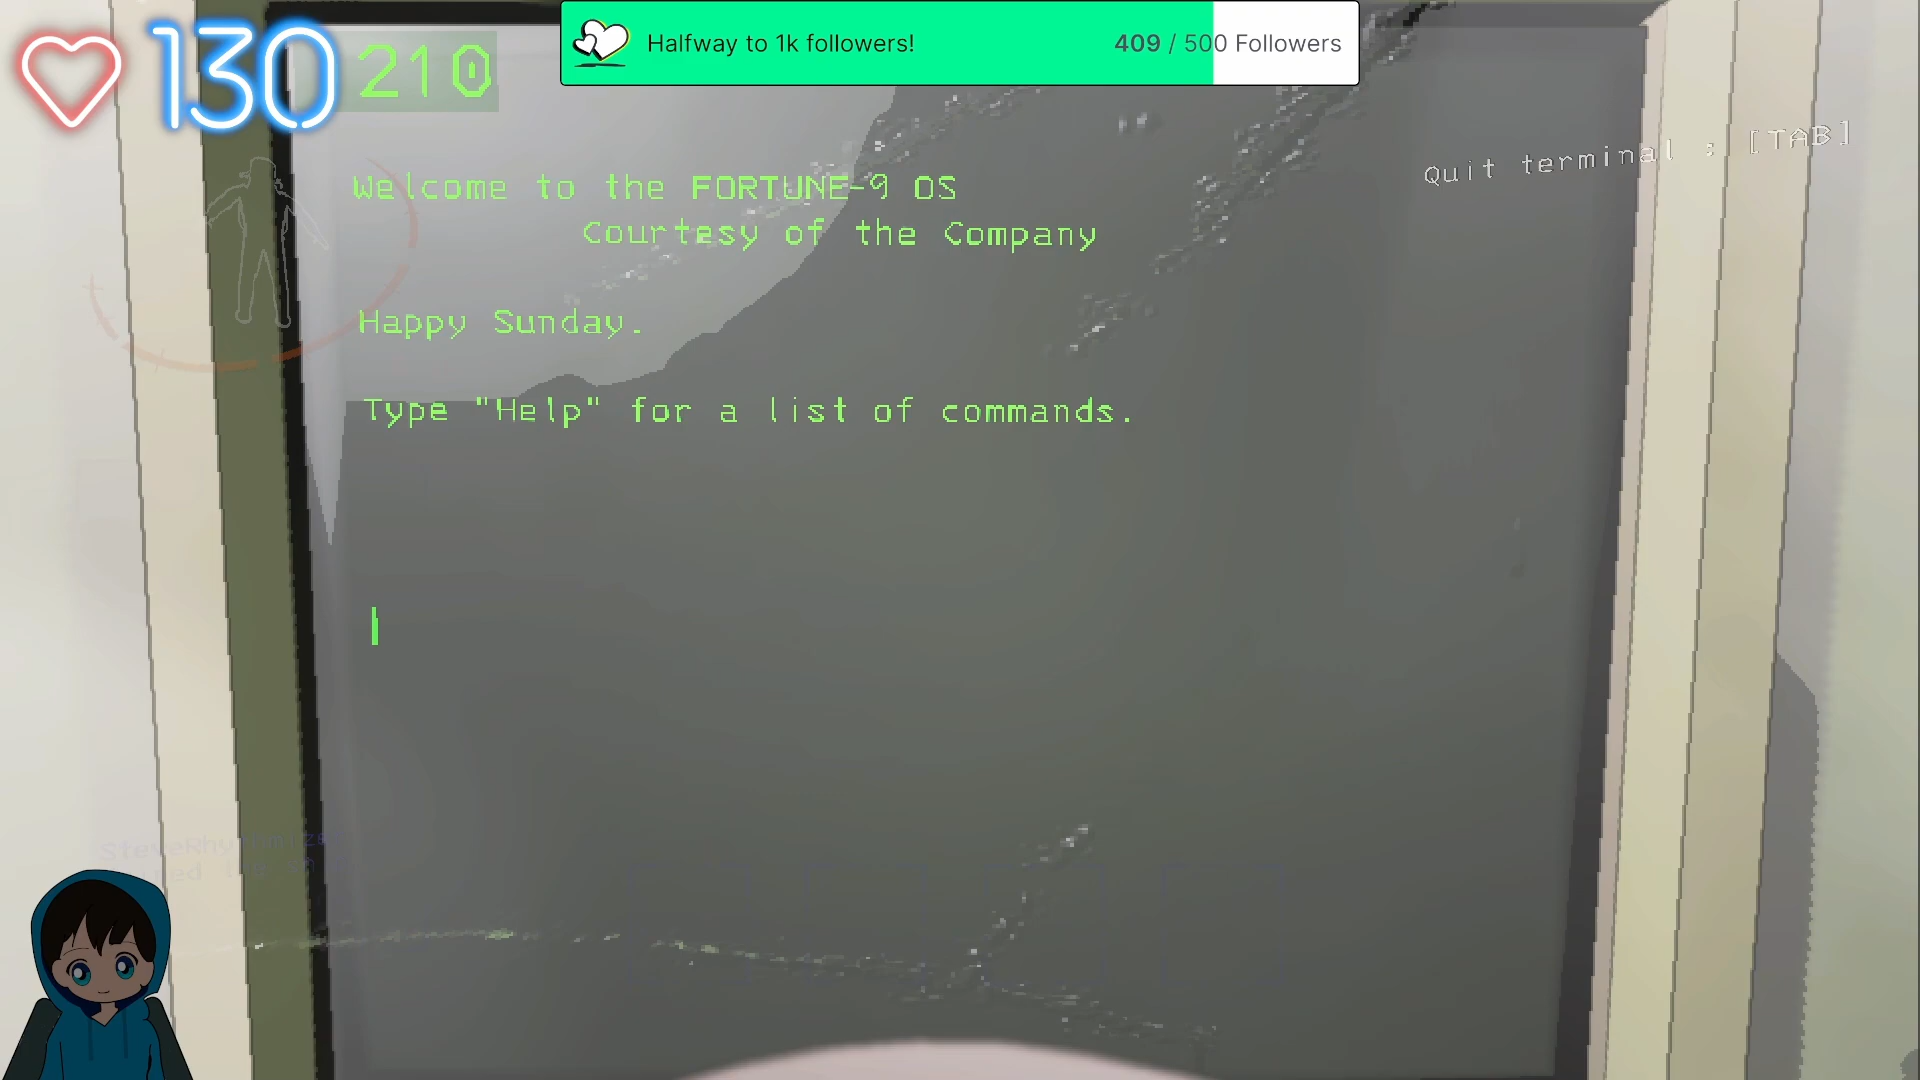 130
210
Halfway to 1k followers!
409 / 500 Followers
Quit terminal : [TAB]
Welcome to the FORTUNE-9 OS
Courtesy of the Company
Happy Sunday.
Type "Help" for a list of commands.